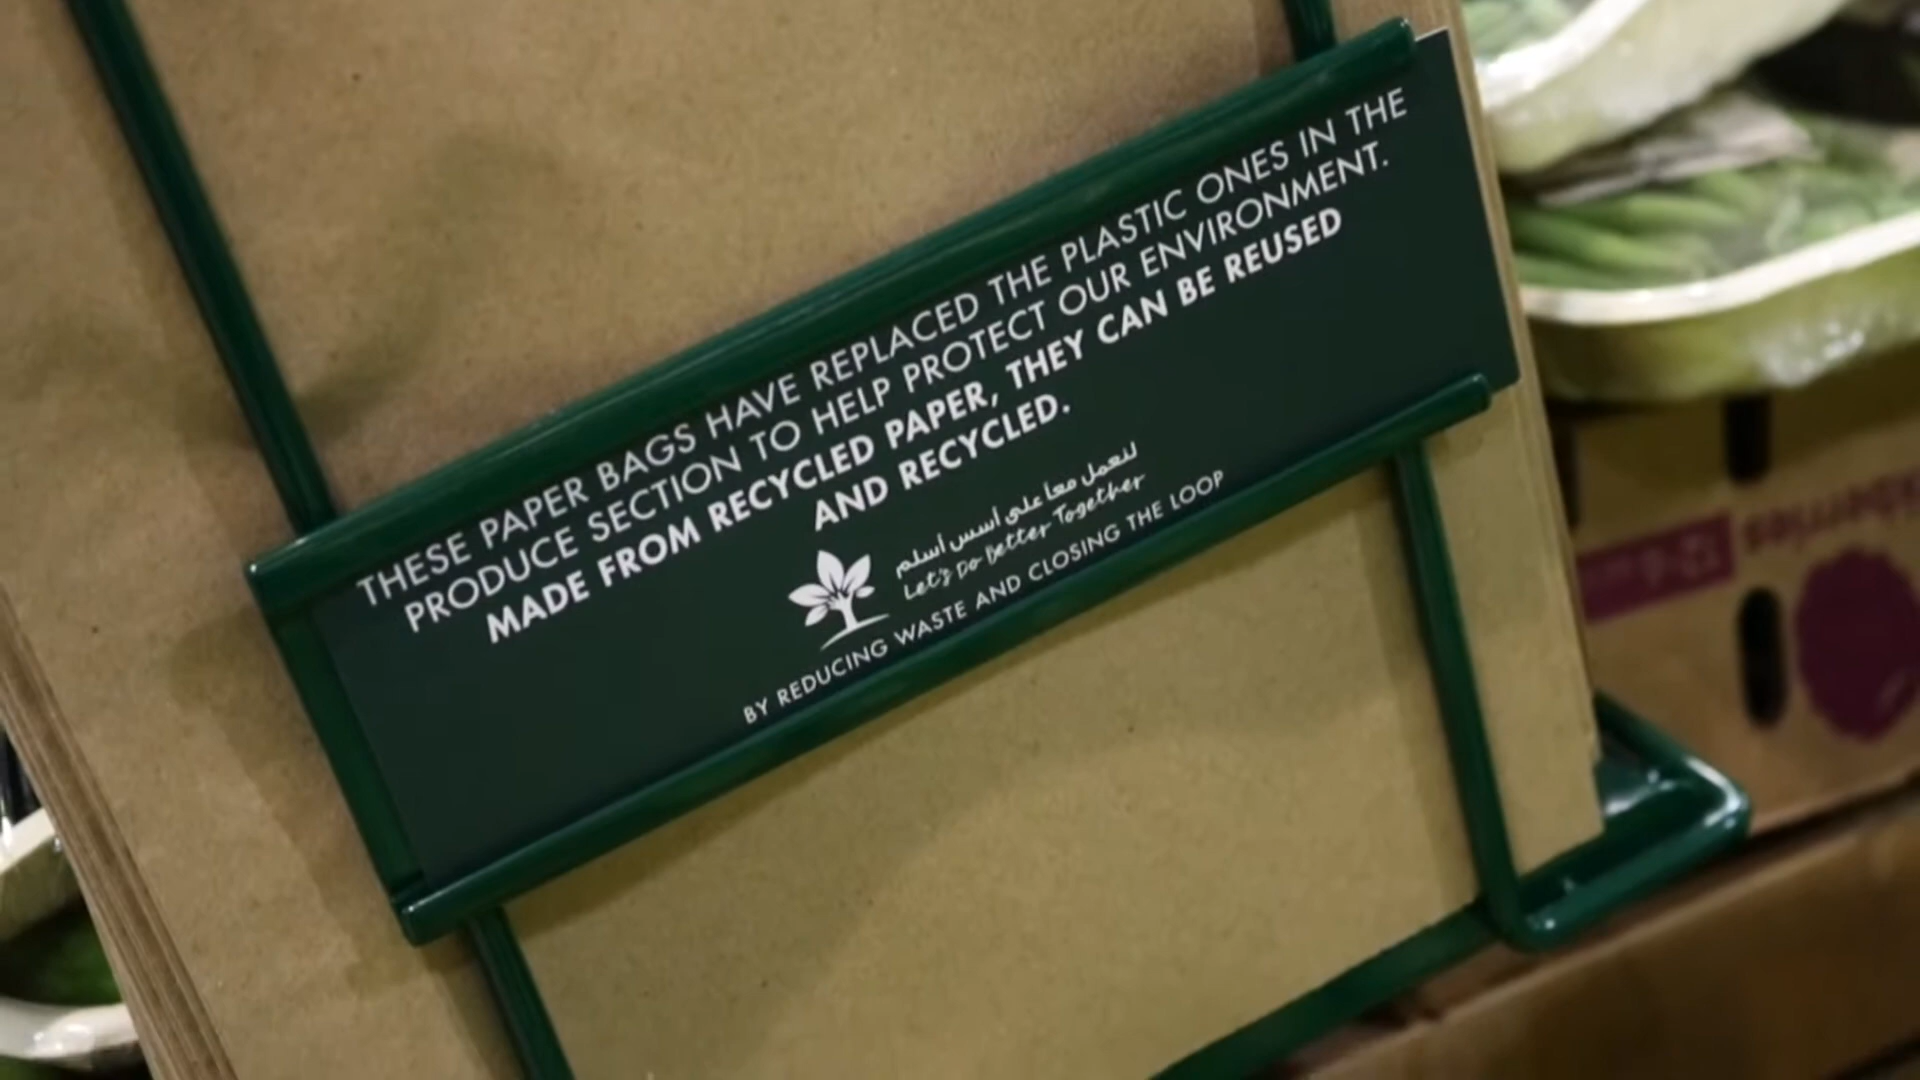 THESE PAPER BAGS HAVE REPLACED THE PLASTIC ONES IN THE
PRODUCE SECTION TO HELP PROTECT OUR ENVIRONMENT.
MADE FROM RECYCLED PAPER, THEY CAN BE REUSED
AND RECYCLED.
لنعمل معا على أسس أسلم
Let's Do Better Together
BY REDUCING WASTE AND CLOSING THE LOOP